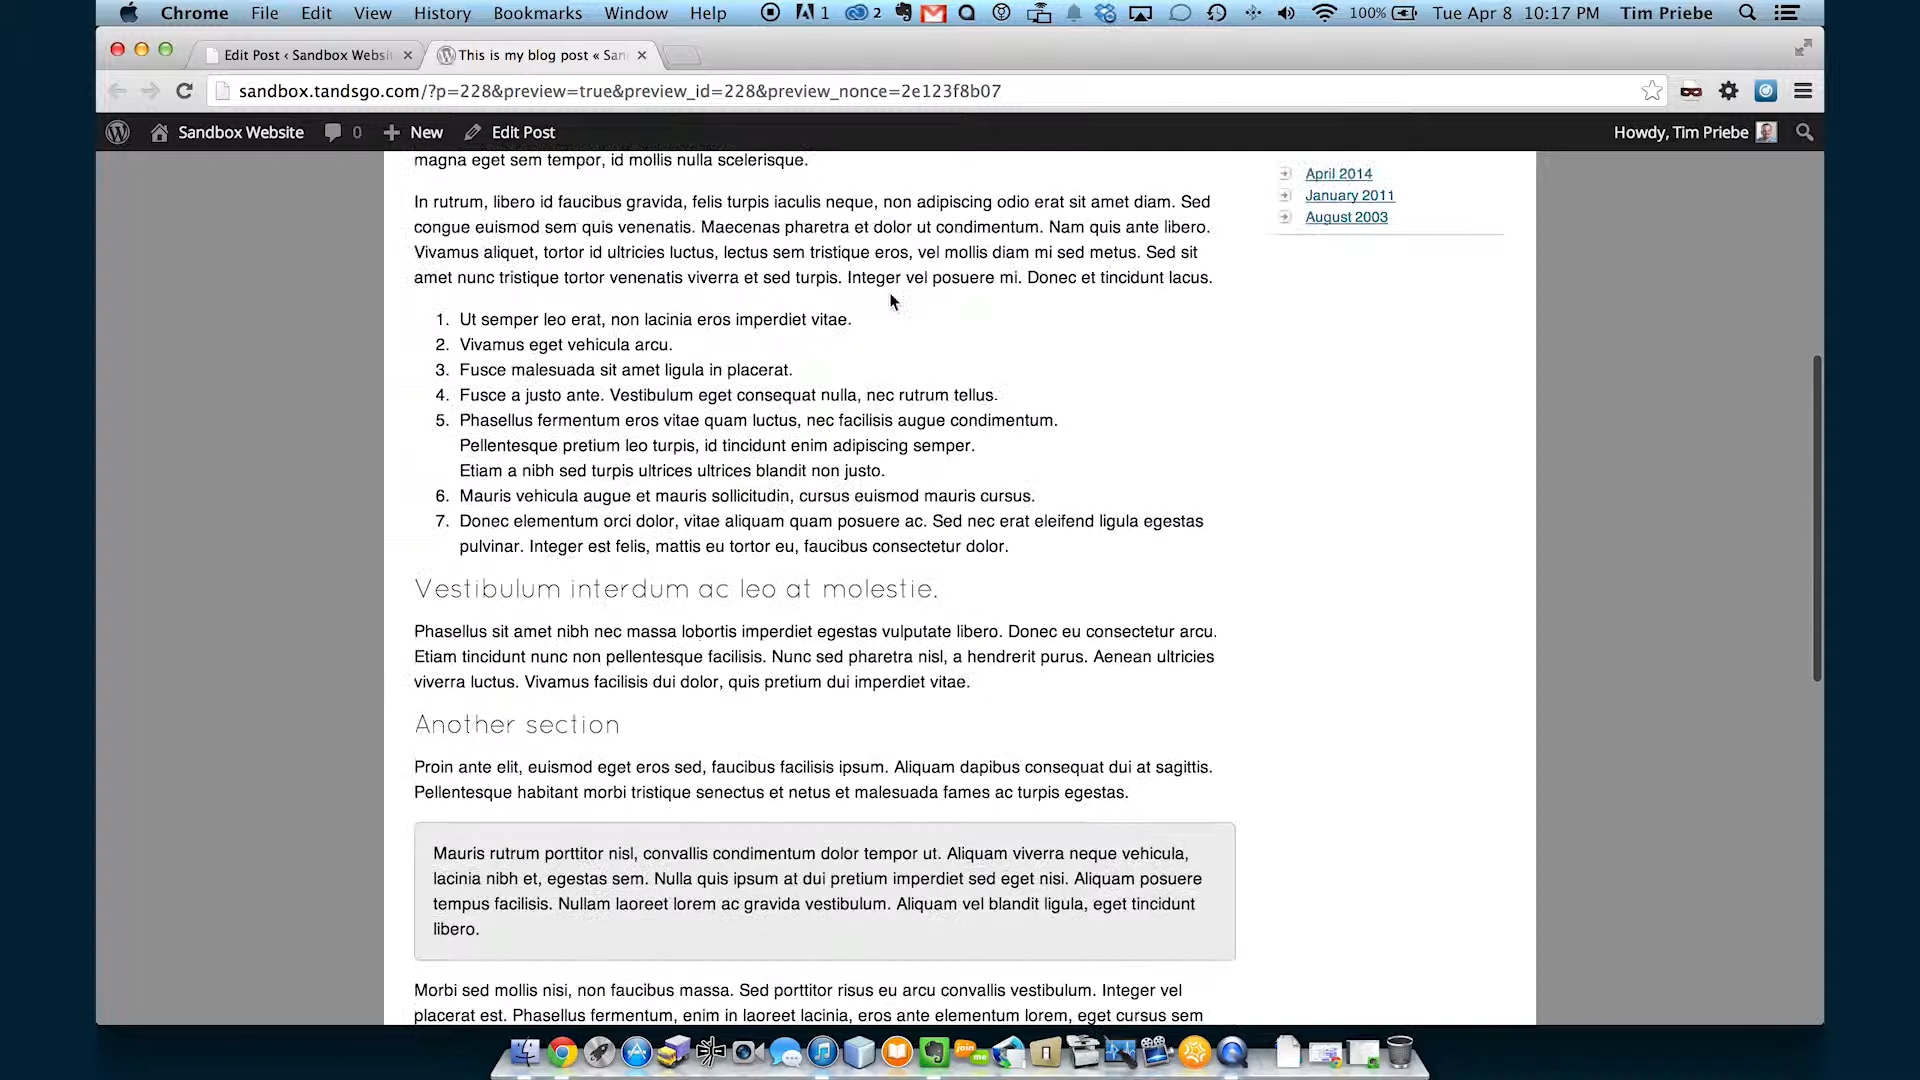 Chrome File Edit View History Bookmarks Window Help 1 2 100% Tue Apr 8 10:17 PM Tim Priebe
Edit Post ‹ Sandbox Websi
This is my blog post « San
sandbox.tandsgo.com/?p=228&preview=true&preview_id=228&preview_nonce=2e123f8b07
Sandbox Website 0 New Edit Post Howdy, Tim Priebe
magna eget sem tempor, id mollis nulla scelerisque.
In rutrum, libero id faucibus gravida, felis turpis iaculis neque, non adipiscing odio erat sit amet diam. Sed
congue euismod sem quis venenatis. Maecenas pharetra et dolor ut condimentum. Nam quis ante libero.
Vivamus aliquet, tortor id ultricies luctus, lectus sem tristique eros, vel mollis diam mi sed metus. Sed sit
amet nunc tristique tortor venenatis viverra et sed turpis. Integer vel posuere mi. Donec et tincidunt lacus.
1. Ut semper leo erat, non lacinia eros imperdiet vitae.
2. Vivamus eget vehicula arcu.
3. Fusce malesuada sit amet ligula in placerat.
4. Fusce a justo ante. Vestibulum eget consequat nulla, nec rutrum tellus.
5. Phasellus fermentum eros vitae quam luctus, nec facilisis augue condimentum.
Pellentesque pretium leo turpis, id tincidunt enim adipiscing semper.
Etiam a nibh sed turpis ultrices ultrices blandit non justo.
6. Mauris vehicula augue et mauris sollicitudin, cursus euismod mauris cursus.
7. Donec elementum orci dolor, vitae aliquam quam posuere ac. Sed nec erat eleifend ligula egestas
pulvinar. Integer est felis, mattis eu tortor eu, faucibus consectetur dolor.
Vestibulum interdum ac leo at molestie.
Phasellus sit amet nibh nec massa lobortis imperdiet egestas vulputate libero. Donec eu consectetur arcu.
Etiam tincidunt nunc non pellentesque facilisis. Nunc sed pharetra nisl, a hendrerit purus. Aenean ultricies
viverra luctus. Vivamus facilisis dui dolor, quis pretium dui imperdiet vitae.
Another section
Proin ante elit, euismod eget eros sed, faucibus facilisis ipsum. Aliquam dapibus consequat dui at sagittis.
Pellentesque habitant morbi tristique senectus et netus et malesuada fames ac turpis egestas.
Mauris rutrum porttitor nisl, convallis condimentum dolor tempor ut. Aliquam viverra neque vehicula,
lacinia nibh et, egestas sem. Nulla quis ipsum at dui pretium imperdiet sed eget nisi. Aliquam posuere
tempus facilisis. Nullam laoreet lorem ac gravida vestibulum. Aliquam vel blandit ligula, eget tincidunt
libero.
Morbi sed mollis nisi, non faucibus massa. Sed porttitor risus eu arcu convallis vestibulum. Integer vel
placerat est. Phasellus fermentum, enim in laoreet lacinia, eros ante elementum lorem, eget cursus sem
April 2014
January 2011
August 2003
join
me